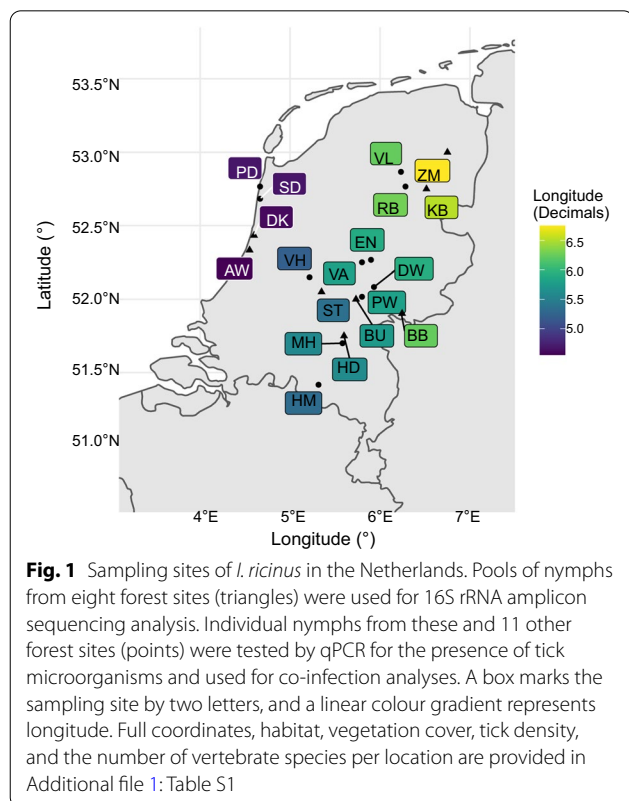 53.5°N
53.0°N
52.5°N
52.0°N
51.5°N
51.0°N
Latitude (°)
PD
SD
DK
AW
VH
VL
ZM
RB
KB
EN
VA
DW
ST
PW
BU
BB
MH
HD
HM
4°E 5°E 6°E 7°E
Longitude (°)
Longitude
(Decimals)
6.5
6.0
5.5
5.0
Fig. 1 Sampling sites of I. ricinus in the Netherlands. Pools of nymphs
from eight forest sites (triangles) were used for 16S rRNA amplicon
sequencing analysis. Individual nymphs from these and 11 other
forest sites (points) were tested by qPCR for the presence of tick
microorganisms and used for co-infection analyses. A box marks the
sampling site by two letters, and a linear colour gradient represents
longitude. Full coordinates, habitat, vegetation cover, tick density,
and the number of vertebrate species per location are provided in
Additional file 1: Table S1